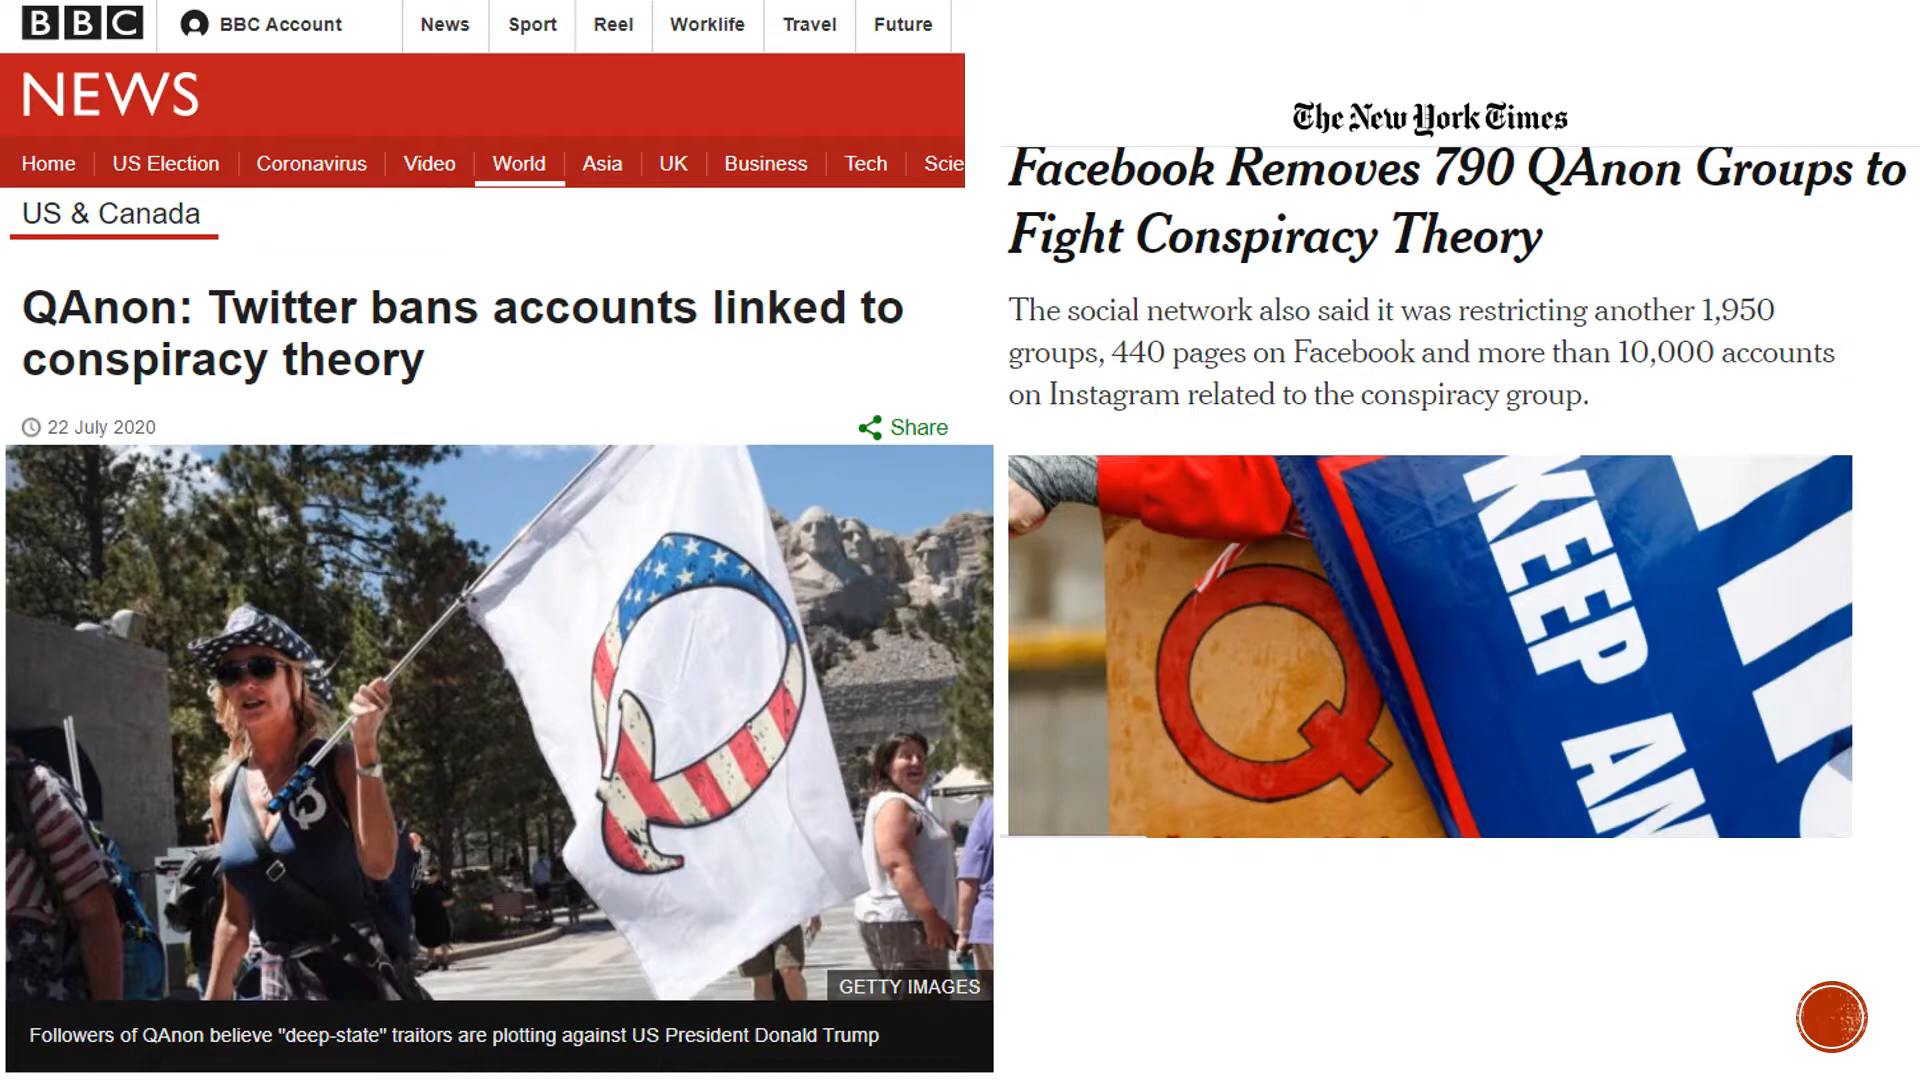 BBC
BBC Account
News
Sport
Reel
Worklife
Travel
Future
NEWS
Home
US Election
Coronavirus
Video
World
Asia
UK
Business
Tech
Scie
US & Canada
QAnon: Twitter bans accounts linked to
conspiracy theory
22 July 2020
Share
Q
Q
GETTY IMAGES
Followers of QAnon believe "deep-state" traitors are plotting against US President Donald Trump
The New York Times
Facebook Removes 790 QAnon Groups to
Fight Conspiracy Theory
The social network also said it was restricting another 1,950
groups, 440 pages on Facebook and more than 10,000 accounts
on Instagram related to the conspiracy group.
Q
KEEP AM